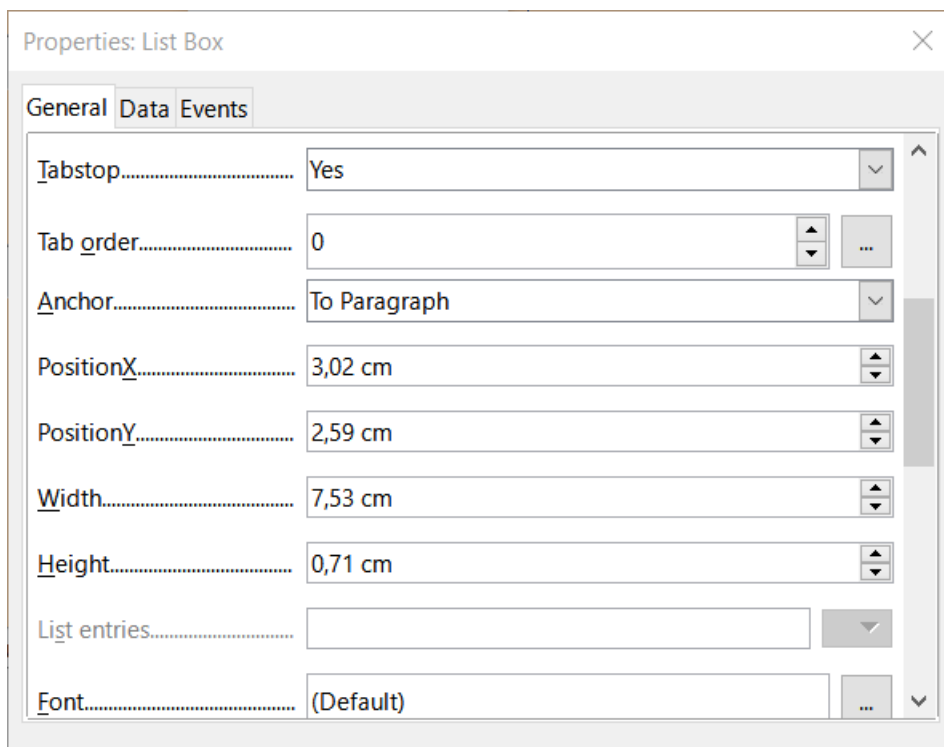 Properties: List Box
General Data Events
Tabstop........................................ Yes
Tab order........................................ 0 ...
Anchor........................................ To Paragraph
PositionX........................................ 3,02 cm
PositionY........................................ 2,59 cm
Width........................................ 7,53 cm
Height........................................ 0,71 cm
List entries........................................
Font........................................ (Default) ...